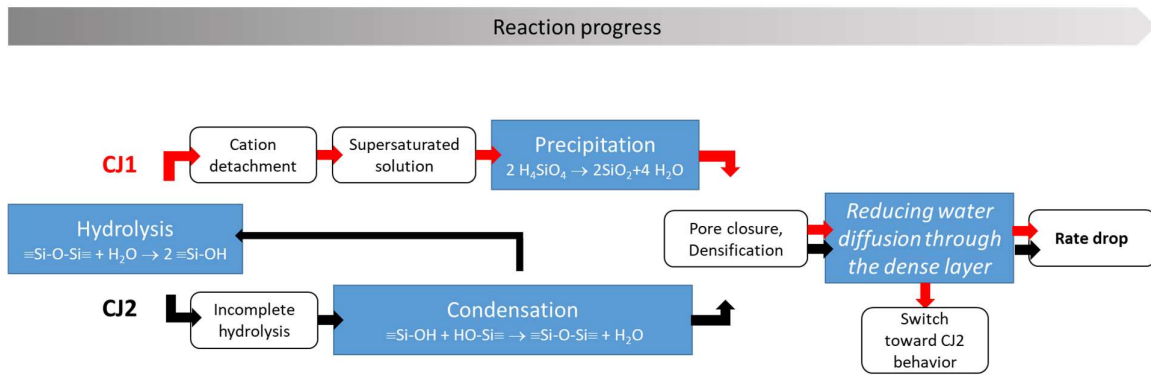 Reaction progress
CJ1
Cation
detachment
Supersaturated
solution
Precipitation
2 H₄SiO₄ → 2SiO₂+4 H₂O
Hydrolysis
≡Si-O-Si≡ + H₂O → 2 ≡Si-OH
CJ2
Incomplete
hydrolysis
Condensation
≡Si-OH + HO-Si≡ → ≡Si-O-Si≡ + H₂O
Pore closure,
Densification
Reducing water
diffusion through
the dense layer
Rate drop
Switch
toward CJ2
behavior